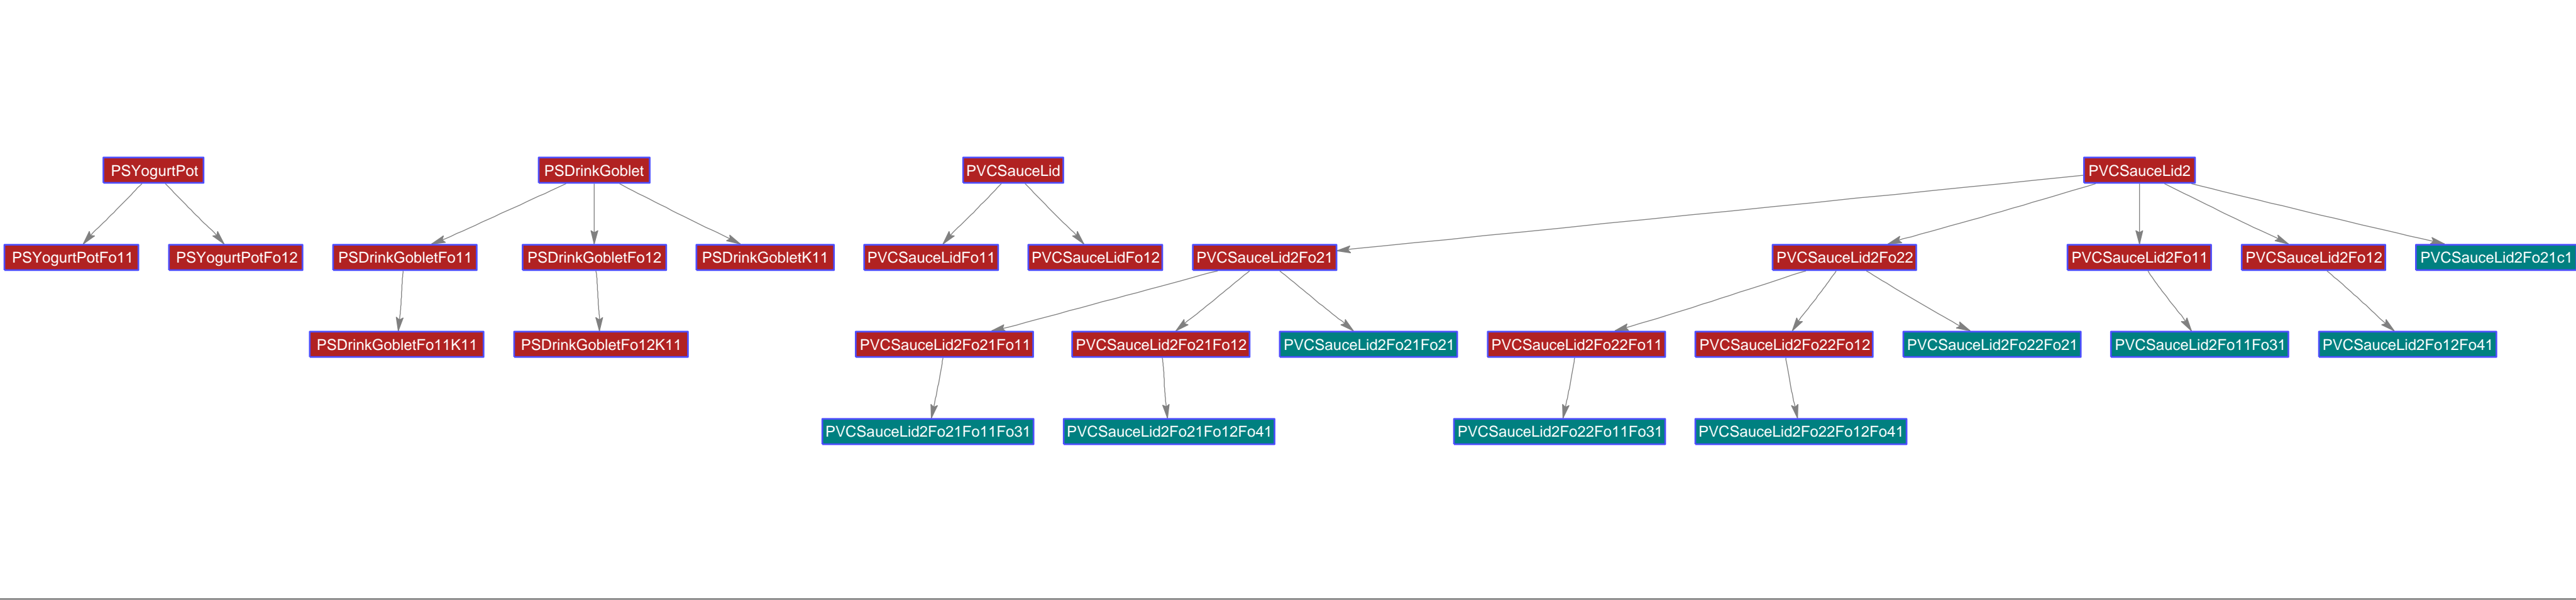 PSYogurtPot
PSDrinkGoblet
PVCSauceLid
PVCSauceLid2
PSYogurtPotFo11
PSYogurtPotFo12
PSDrinkGobletFo11
PSDrinkGobletFo12
PSDrinkGobletK11
PVCSauceLidFo11
PVCSauceLidFo12
PVCSauceLid2Fo21
PVCSauceLid2Fo22
PVCSauceLid2Fo11
PVCSauceLid2Fo12
PVCSauceLid2Fo21c1
PSDrinkGobletFo11K11
PSDrinkGobletFo12K11
PVCSauceLid2Fo21Fo11
PVCSauceLid2Fo21Fo12
PVCSauceLid2Fo21Fo21
PVCSauceLid2Fo22Fo11
PVCSauceLid2Fo22Fo12
PVCSauceLid2Fo22Fo21
PVCSauceLid2Fo11Fo31
PVCSauceLid2Fo12Fo41
PVCSauceLid2Fo21Fo11Fo31
PVCSauceLid2Fo21Fo12Fo41
PVCSauceLid2Fo22Fo11Fo31
PVCSauceLid2Fo22Fo12Fo41